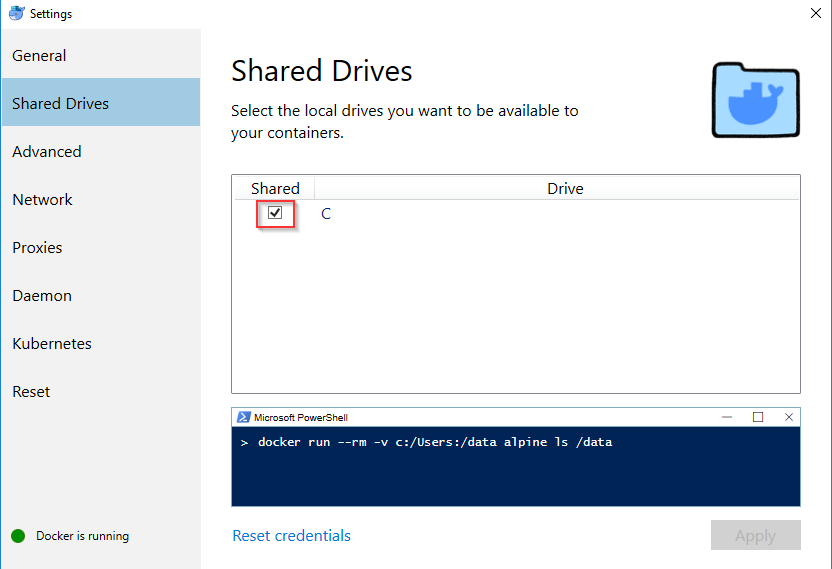 Settings
General
Shared Drives
Advanced
Network
Proxies
Daemon
Kubernetes
Reset
Docker is running
Shared Drives
Select the local drives you want to be available to
your containers.
Shared Drive
C
Microsoft PowerShell
> docker run --rm -v c:/Users:/data alpine ls /data
Reset credentials
Apply